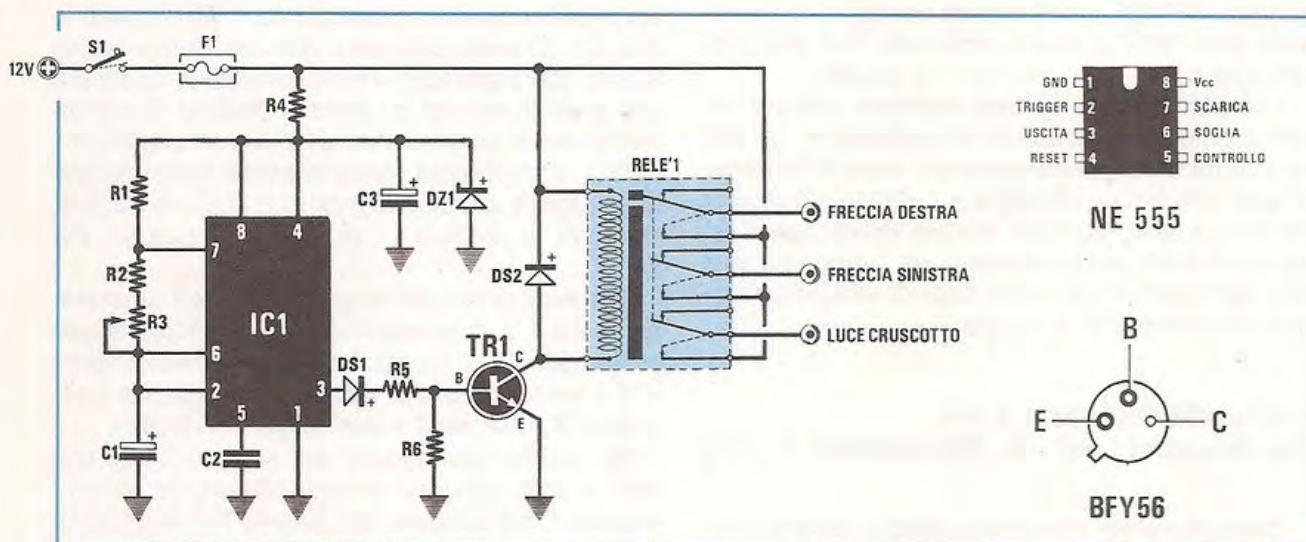 S1
F1
12V
R4
RELE'1
R1
C3
DZ1
8
4
7
R2
DS2
FRECCIA DESTRA
FRECCIA SINISTRA
LUCE CRUSCOTTO
IC1
R3
6
DS1
TR1
C
2
3
R5
B
5
1
E
C1
C2
R6
GND 1
8 Vcc
TRIGGER 2
7 SCARICA
USCITA 3
6 SOGLIA
RESET 4
5 CONTROLLO
NE 555
B
E
C
BFY56